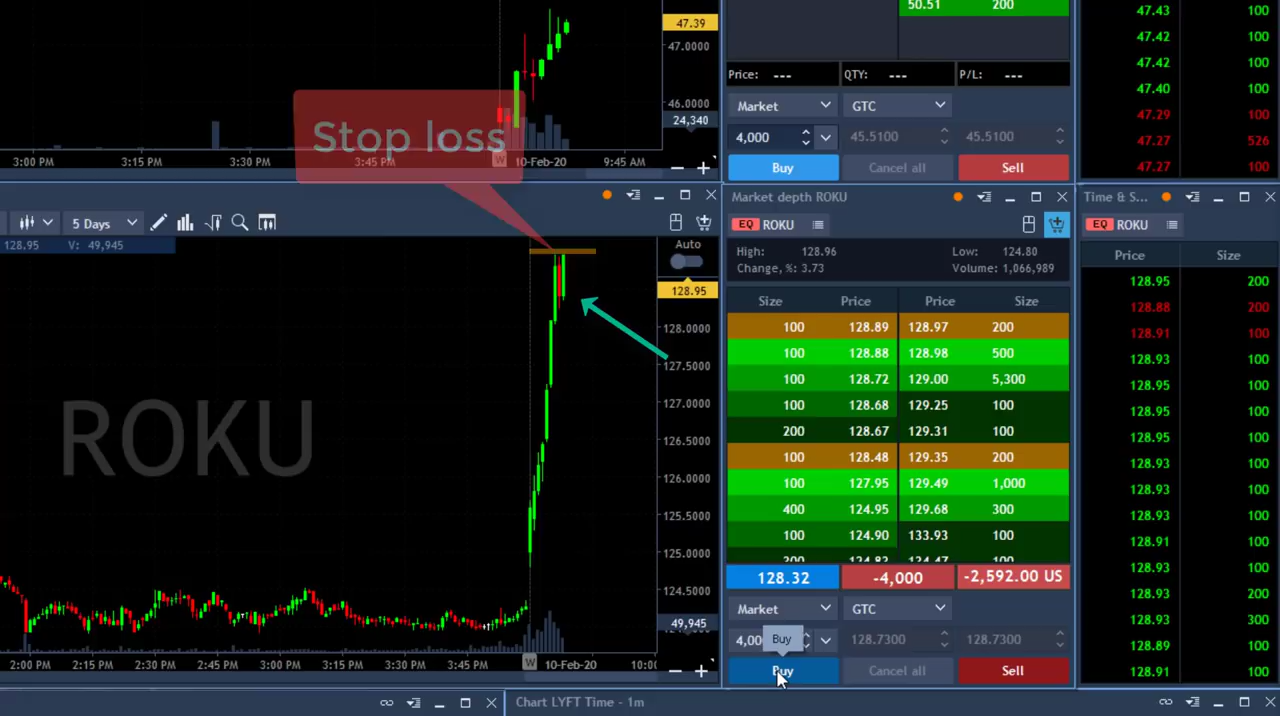 47.39
47.0000
46.0000
24,340
Stop loss
3:00 PM 3:15 PM 3:30 PM 3:45 PM W 10-Feb-20 9:45 AM
50.51 200
Price: --- QTY: --- P/L: ---
Market GTC
4,000 45.5100 45.5100
Buy Cancel all Sell
47.43 100
47.42 100
47.42 100
47.40 100
47.29 100
47.27 526
47.27 100
5 Days
128.95 V: 49,945
Auto
128.95
128.0000
127.5000
127.0000
126.5000
126.0000
125.5000
125.0000
124.5000
49,945
ROKU
2:00 PM 2:15 PM 2:30 PM 2:45 PM 3:00 PM 3:15 PM 3:30 PM 3:45 PM W 10-Feb-20
Market depth ROKU
EQ ROKU
High: 128.96 Low: 124.80
Change, %: 3.73 Volume: 1,066,989
Size Price Price Size
100 128.89 128.97 200
100 128.88 128.98 500
100 128.72 129.00 5,300
100 128.68 129.25 100
200 128.67 129.31 100
100 128.48 129.35 200
100 127.95 129.49 1,000
400 124.95 129.68 300
100 124.90 133.93 100
128.32 -4,000 -2,592.00 US
Market GTC
4,00 Buy 128.7300 128.7300
Buy Cancel all Sell
Time & S...
EQ ROKU
Price Size
128.95 200
128.88 200
128.91 100
128.93 100
128.95 100
128.95 100
128.95 100
128.93 100
128.93 100
128.93 100
128.91 100
128.93 100
128.93 200
128.93 300
128.89 100
128.91 100
Chart LYFT Time - 1m